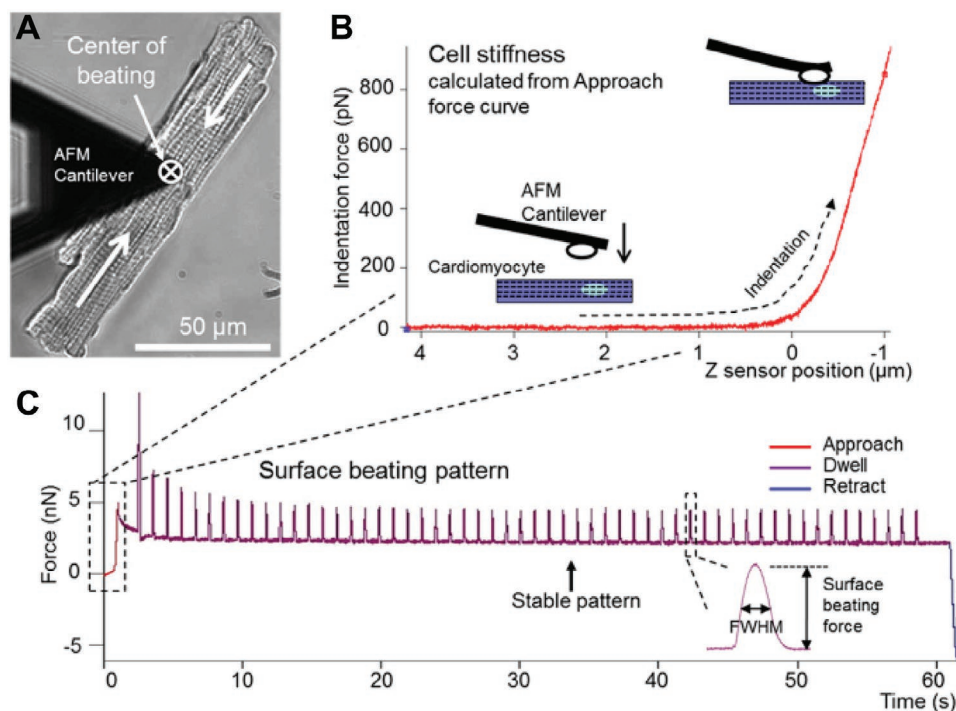 A
Center of
beating
AFM
Cantilever
50 µm
B
Cell stiffness
calculated from Approach
force curve
Indentation force (pN)
800
600
400
200
0
AFM
Cantilever
Cardiomyocyte
Indentation
4
3
2
1
0
-1
Z sensor position (µm)
C
Surface beating pattern
Approach
Dwell
Retract
Force (nN)
10
5
0
-5
Stable pattern
FWHM
Surface
beating
force
0
10
20
30
40
50
60
Time (s)